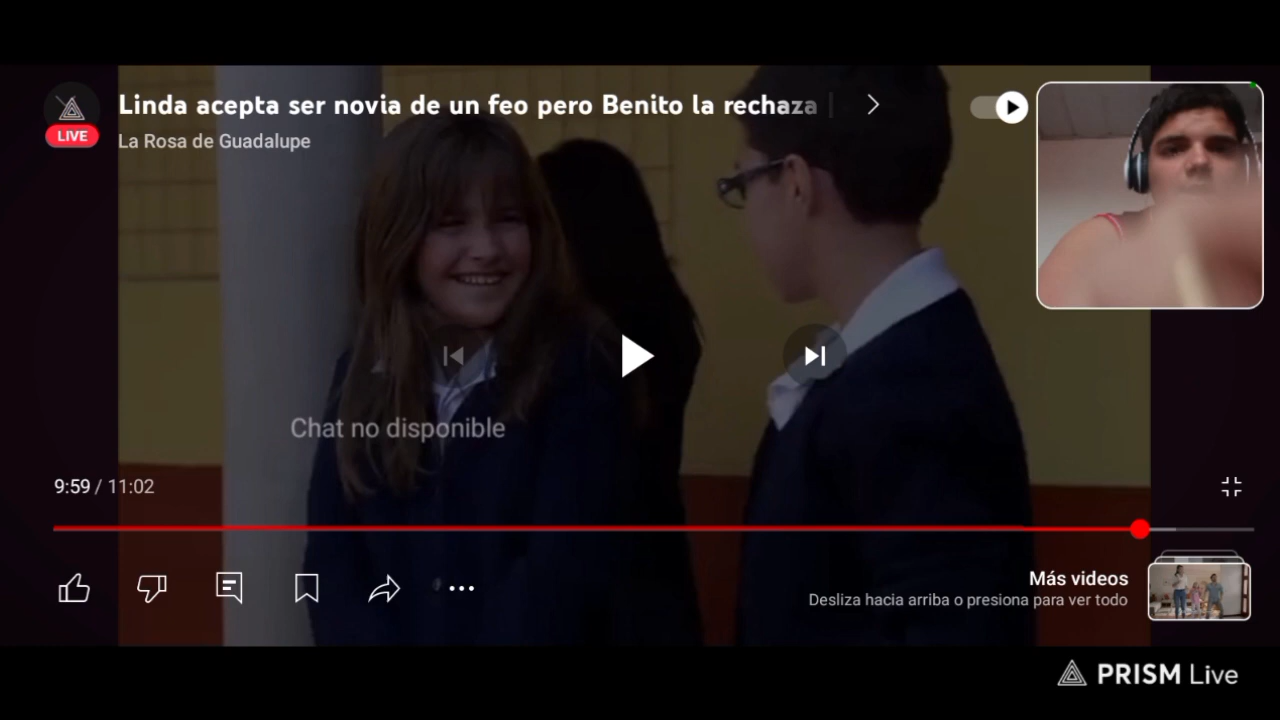 Linda acepta ser novia de un feo pero Benito la rechaza
LIVE
La Rosa de Guadalupe
Chat no disponible
9:59 / 11:02
Más videos
Desliza hacia arriba o presiona para ver todo
PRISM Live